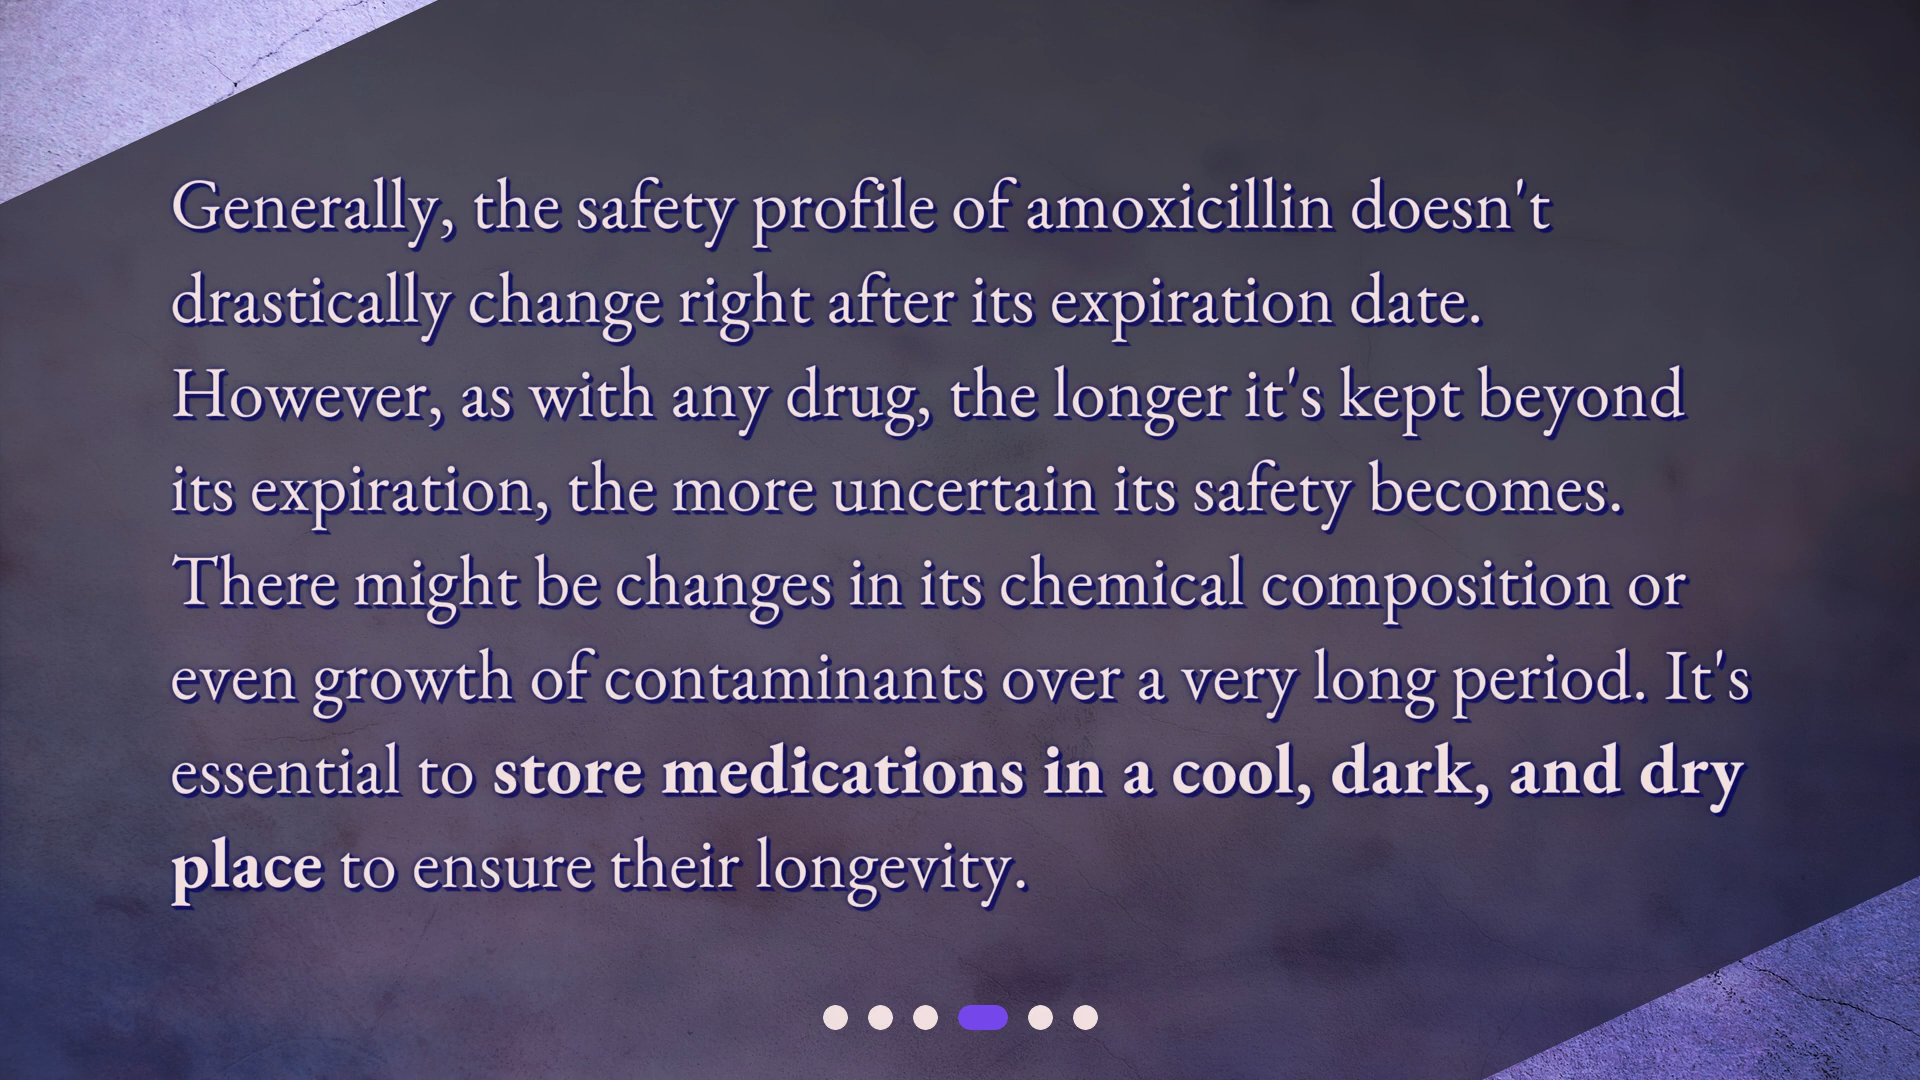 Generally, the safety profile of amoxicillin doesn't
drastically change right after its expiration date.
However, as with any drug, the longer it's kept beyond
its expiration, the more uncertain its safety becomes.
There might be changes in its chemical composition or
even growth of contaminants over a very long period. It's
essential to store medications in a cool, dark, and dry
place to ensure their longevity.